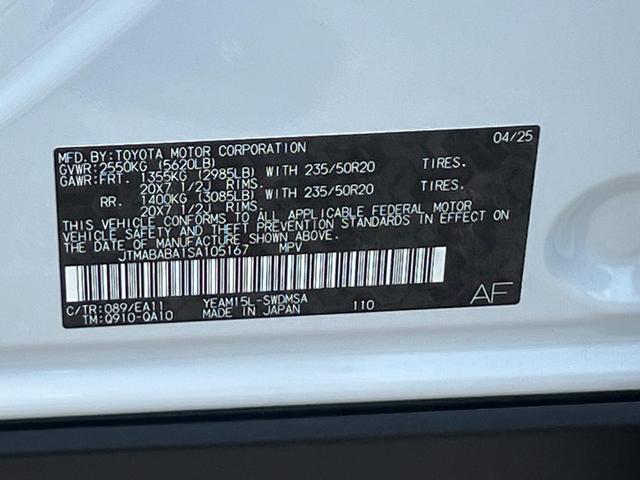 MFD. BY:TOYOTA MOTOR CORPORATION 04/25
GVWR:2550KG (5620LB)
GAWR:FRT. 1355KG (2985LB) WITH 235/50R20 TIRES.
20X7 1/2J RIMS.
RR. 1400KG (3085LB) WITH 235/50R20 TIRES.
20X7 1/2J RIMS.
THIS VEHICLE CONFORMS TO ALL APPLICABLE FEDERAL MOTOR
VEHICLE SAFETY AND THEFT PREVENTION STANDARDS IN EFFECT ON
THE DATE OF MANUFACTURE SHOWN ABOVE.
JTMABABA1SA105167 MPV
C/TR:089/EA11 YEAM15L-SWDMSA 110 AF
TM:Q910-QA10 MADE IN JAPAN